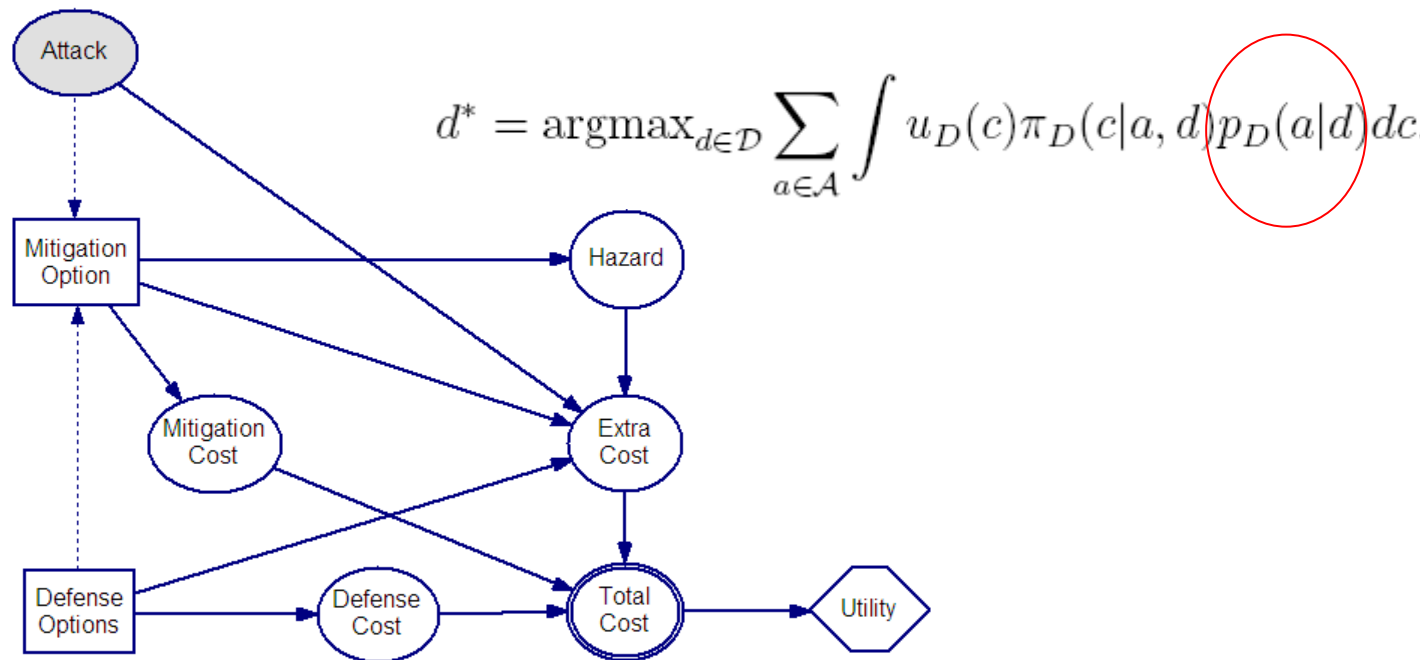 Attack
d* = argmax_{d∈𝒟} ∑_{a∈𝒜} ∫ u_D(c)π_D(c|a, d)p_D(a|d)dc.
Mitigation
Option
Hazard
Mitigation
Cost
Extra
Cost
Defense
Options
Defense
Cost
Total
Cost
Utility